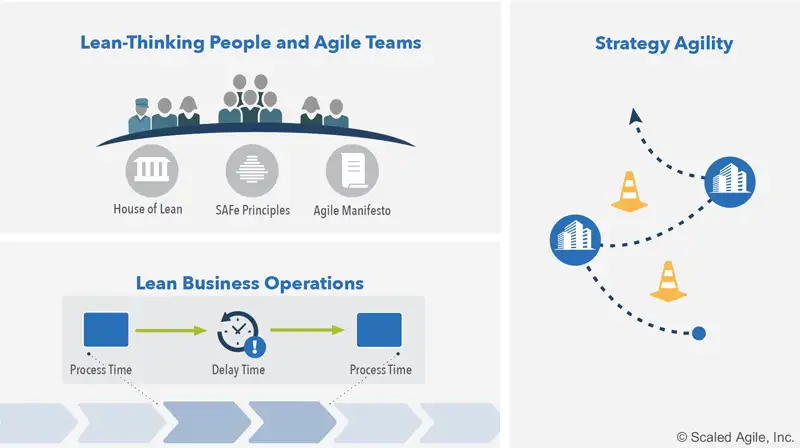 Lean-Thinking People and Agile Teams
House of Lean
SAFe Principles
Agile Manifesto
Lean Business Operations
!
Process Time
Delay Time
Process Time
Strategy Agility
© Scaled Agile, Inc.